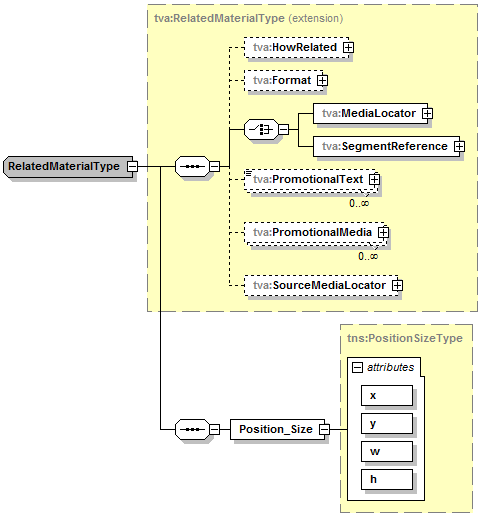 tva:RelatedMaterialType (extension)
tva:HowRelated
tva:Format
tva:MediaLocator
tva:SegmentReference
RelatedMaterialType
tva:PromotionalText
0..∞
tva:PromotionalMedia
0..∞
tva:SourceMediaLocator
tns:PositionSizeType
attributes
x
y
Position_Size
w
h